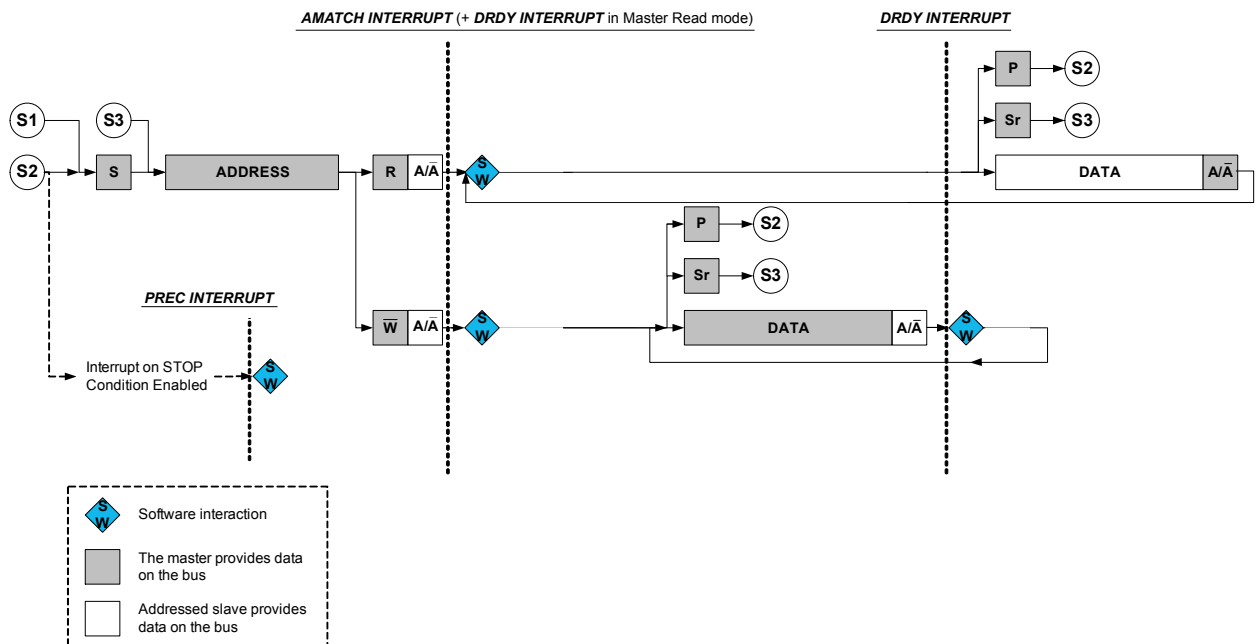 AMATCH INTERRUPT (+ DRDY INTERRUPT in Master Read mode)
DRDY INTERRUPT
P
S2
S1
S3
Sr
S3
S2
S
ADDRESS
R
A/A̅
S
W
DATA
A/A̅
P
S2
Sr
S3
PREC INTERRUPT
W̅
A/A̅
S
W
DATA
A/A̅
S
W
Interrupt on STOP
Condition Enabled
S
W
S
W
Software interaction
The master provides data
on the bus
Addressed slave provides
data on the bus